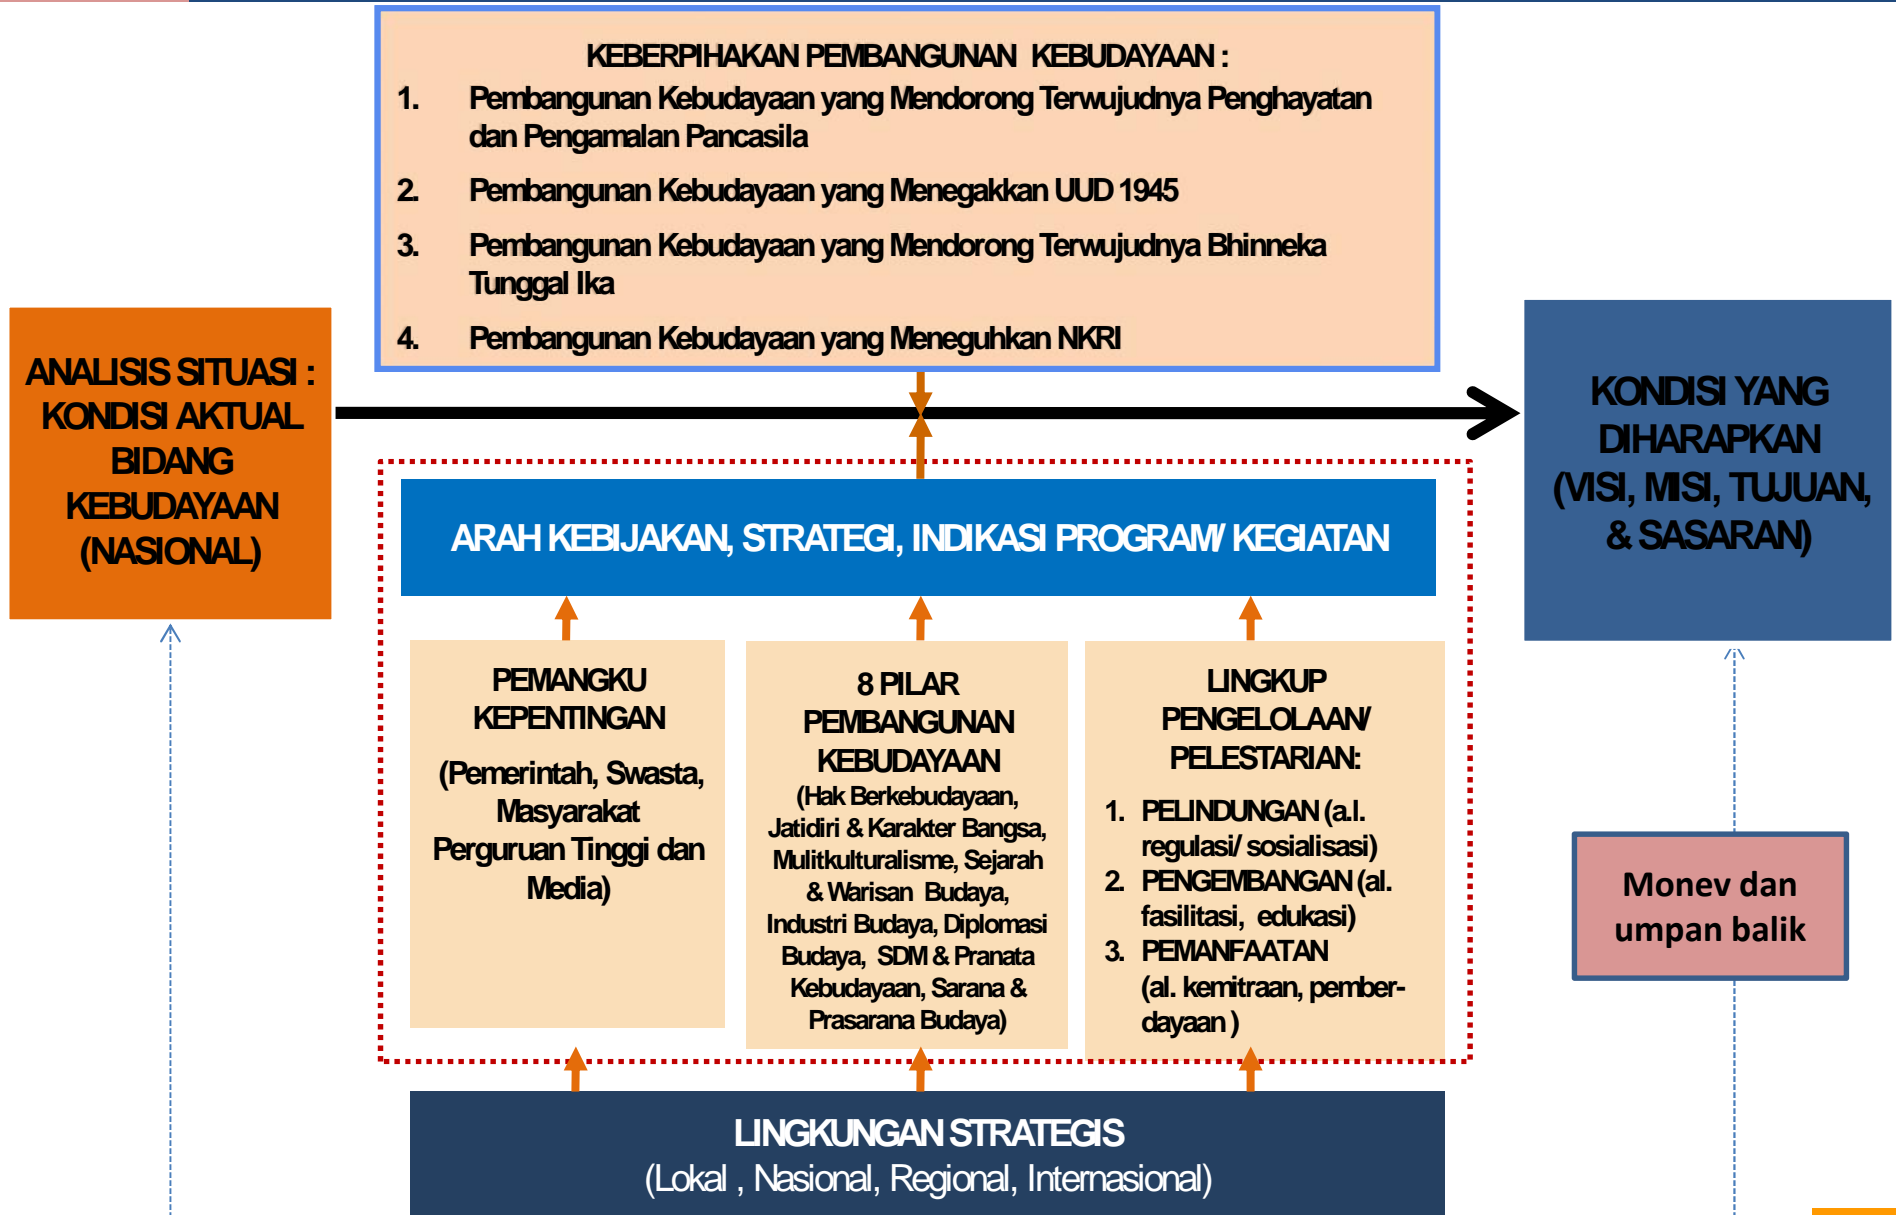 KEBERPIHAKAN PEMBANGUNAN KEBUDAYAAN :
1. Pembangunan Kebudayaan yang Mendorong Terwujudnya Penghayatan
dan Pengamalan Pancasila
2. Pembangunan Kebudayaan yang Menegakkan UUD 1945
3. Pembangunan Kebudayaan yang Mendorong Terwujudnya Bhinneka
Tunggal Ika
4. Pembangunan Kebudayaan yang Meneguhkan NKRI
ANALISIS SITUASI :
KONDISI AKTUAL
BIDANG
KEBUDAYAAN
(NASIONAL)
KONDISI YANG
DIHARAPKAN
(VISI, MISI, TUJUAN,
& SASARAN)
ARAH KEBIJAKAN, STRATEGI, INDIKASI PROGRAM/ KEGIATAN
PEMANGKU
KEPENTINGAN
(Pemerintah, Swasta,
Masyarakat
Perguruan Tinggi dan
Media)
8 PILAR
PEMBANGUNAN
KEBUDAYAAN
(Hak Berkebudayaan,
Jatidiri & Karakter Bangsa,
Mulitkulturalisme, Sejarah
& Warisan Budaya,
Industri Budaya, Diplomasi
Budaya, SDM & Pranata
Kebudayaan, Sarana &
Prasarana Budaya)
LINGKUP
PENGELOLAAN/
PELESTARIAN:
1. PELINDUNGAN (a.l.
regulasi/ sosialisasi)
2. PENGEMBANGAN (al.
fasilitasi, edukasi)
3. PEMANFAATAN
(al. kemitraan, pember-
dayaan )
Monev dan
umpan balik
LINGKUNGAN STRATEGIS
(Lokal , Nasional, Regional, Internasional)